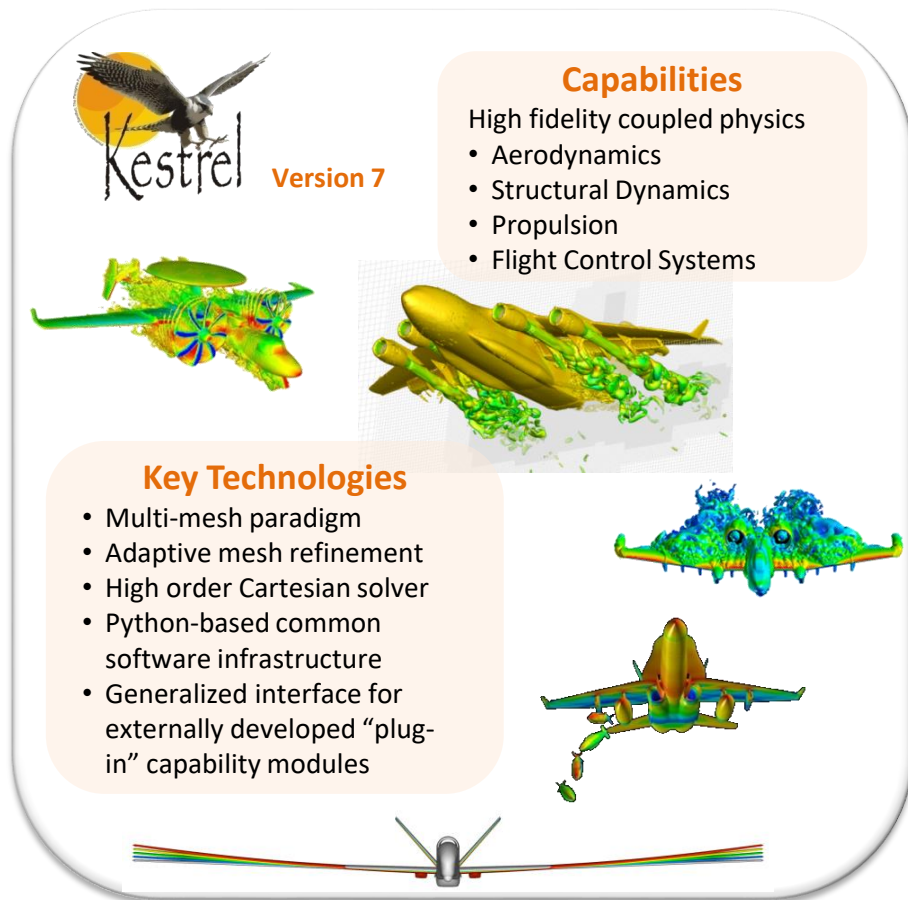 Kestrel
Version 7
Capabilities
High fidelity coupled physics
• Aerodynamics
• Structural Dynamics
• Propulsion
• Flight Control Systems
Key Technologies
• Multi-mesh paradigm
• Adaptive mesh refinement
• High order Cartesian solver
• Python-based common
software infrastructure
• Generalized interface for
externally developed “plug-
in” capability modules